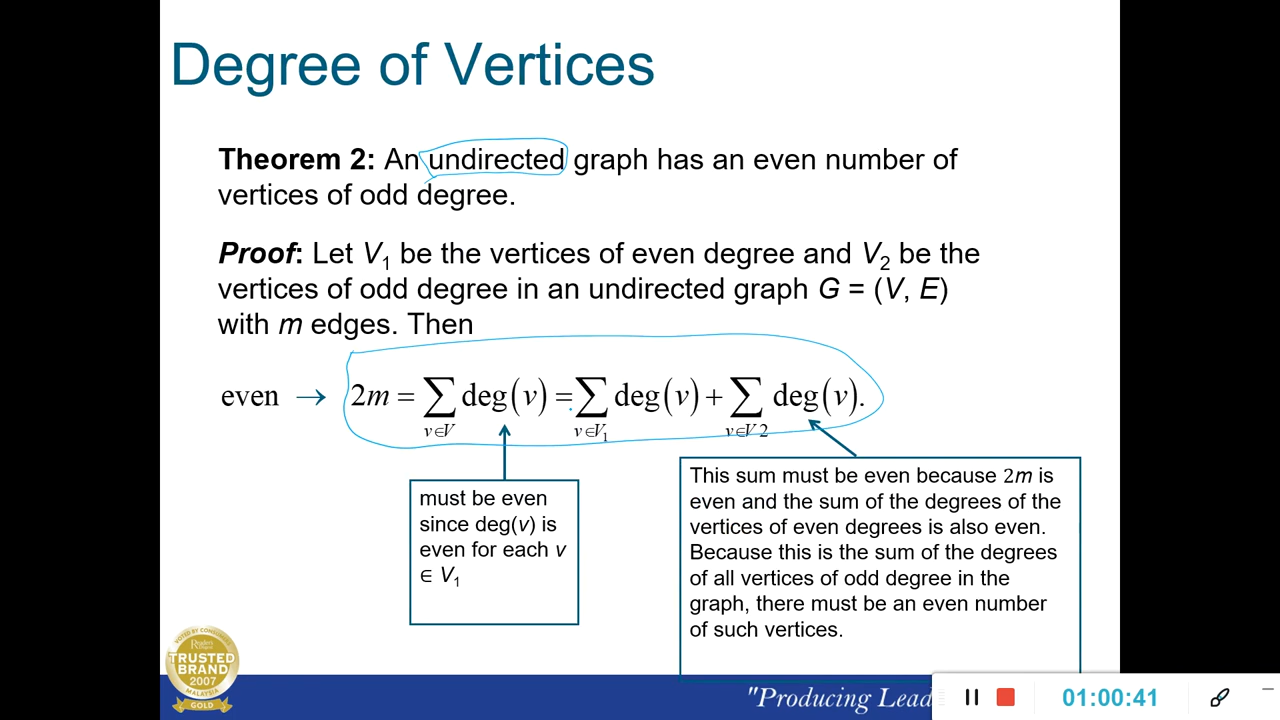 Degree of Vertices
Theorem 2: An undirected graph has an even number of
vertices of odd degree.
Proof: Let V₁ be the vertices of even degree and V₂ be the
vertices of odd degree in an undirected graph G = (V, E)
with m edges. Then
even → 2m = ∑ deg(v) = ∑ deg(v) + ∑ deg(v).
v∈V v∈V₁ v∈V2
must be even
since deg(v) is
even for each v
∈ V₁
This sum must be even because 2m is
even and the sum of the degrees of the
vertices of even degrees is also even.
Because this is the sum of the degrees
of all vertices of odd degree in the
graph, there must be an even number
of such vertices.
VOTED BY CONSUMERS
Reader's
Digest
TRUSTED
BRAND
2007
MALAYSIA
GOLD
"Producing Lead
01:00:41